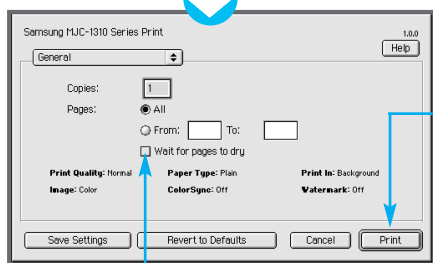 Samsung MJC-1310 Series Print
1.0.0
General
Help
Copies: 1
Pages: All
From: To:
Wait for pages to dry
Print Quality: Normal Paper Type: Plain Print In: Background
Image: Color ColorSync: Off Watermark: Off
Save Settings Revert to Defaults Cancel Print